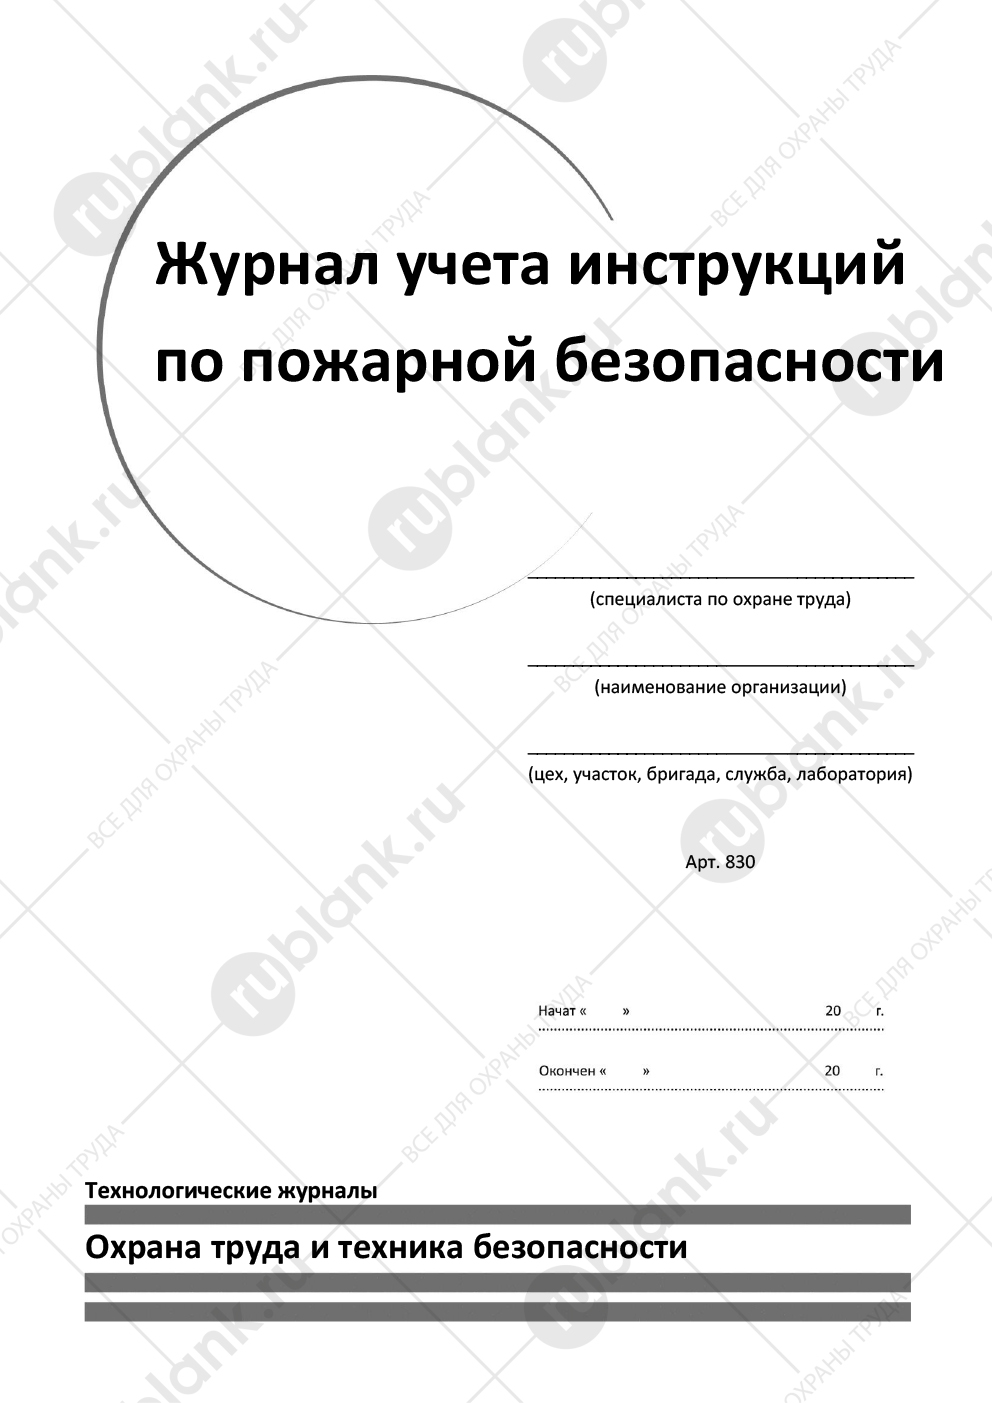 Журнал учета инструкций
по пожарной безопасности
(специалиста по охране труда)
(наименование организации)
(цех, участок, бригада, служба, лаборатория)
Арт. 830
Начат « » 20 г.
Окончен « » 20 г.
Технологические журналы
Охрана труда и техника безопасности
rublank.ru
ВСЕ ДЛЯ ОХРАНЫ ТРУДА